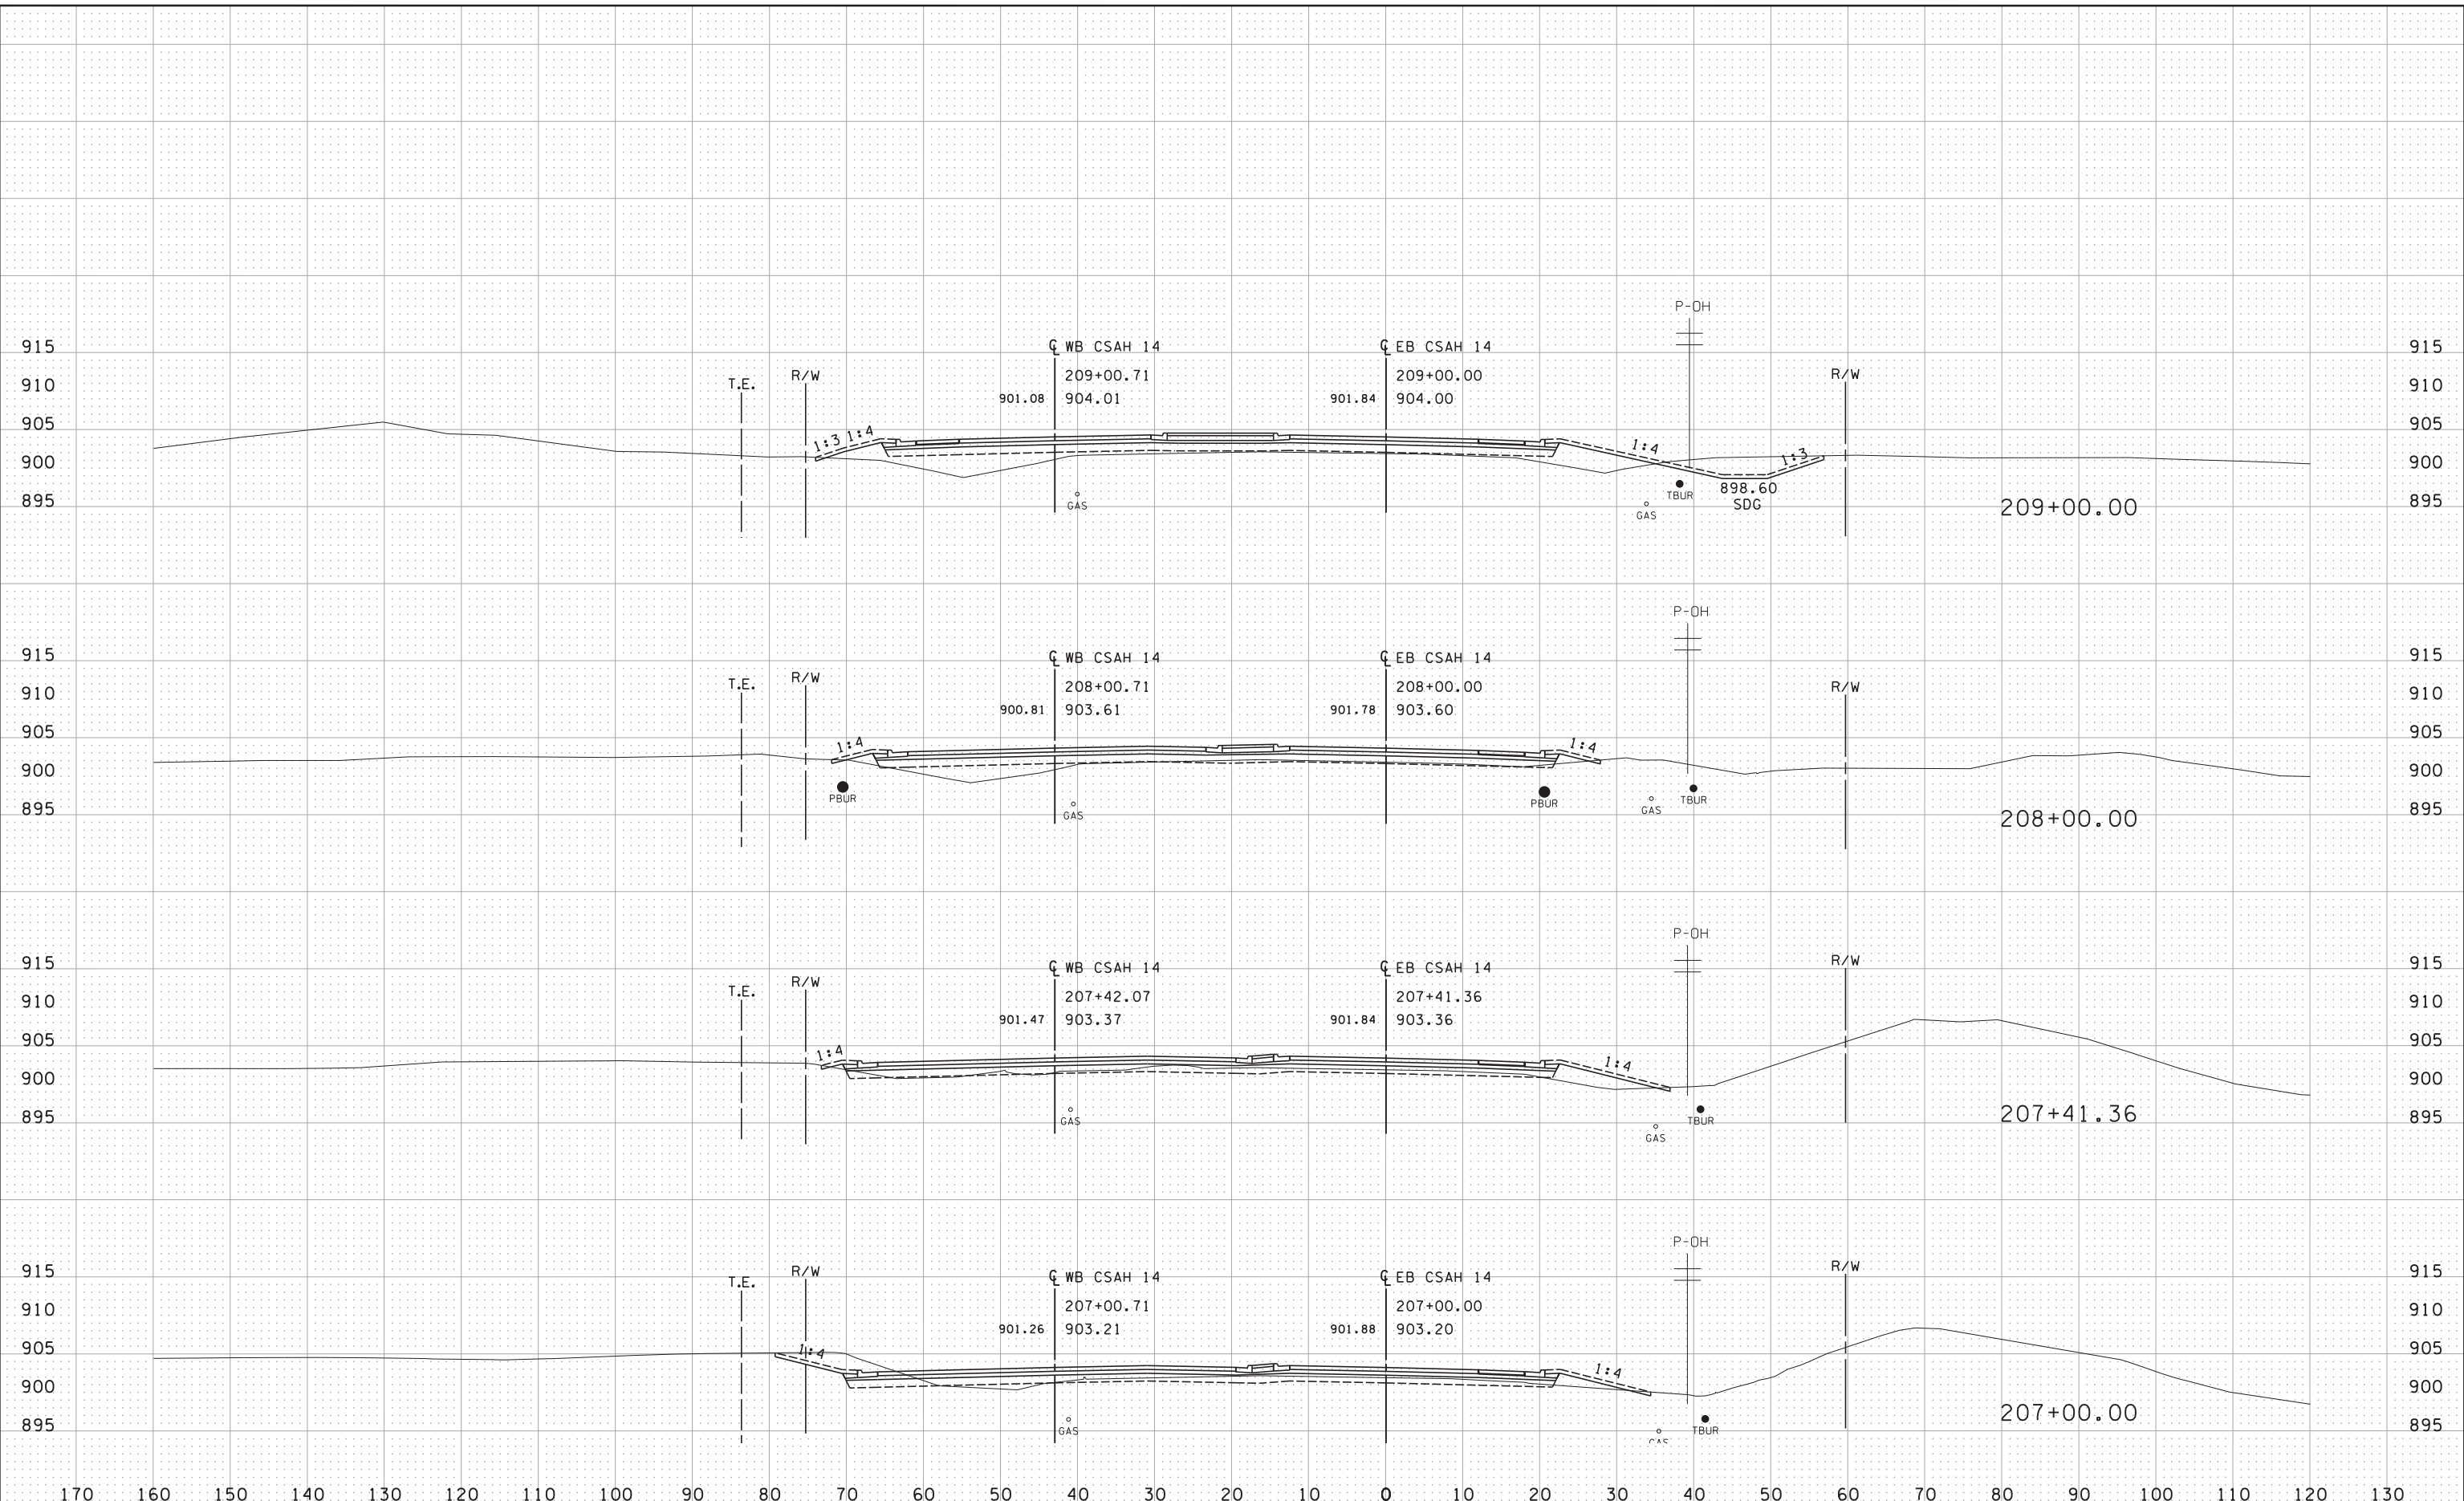 P-OH
915 ℄ WB CSAH 14 ℄ EB CSAH 14 915
T.E. R/W 209+00.71 209+00.00 R/W
910 910
901.08 904.01 901.84 904.00
905 905
1:3 1:4 1:4 1:3
900 900
898.60
TBUR
SDG
895 GAS GAS 209+00.00 895
P-OH
915 ℄ WB CSAH 14 ℄ EB CSAH 14 915
T.E. R/W 208+00.71 208+00.00 R/W
910 910
900.81 903.61 901.78 903.60
905 905
1:4 1:4
900 900
PBUR PBUR TBUR
895 GAS GAS 208+00.00 895
P-OH
915 ℄ WB CSAH 14 ℄ EB CSAH 14 R/W 915
T.E. R/W 207+42.07 207+41.36
910 910
901.47 903.37 901.84 903.36
905 905
1:4 1:4
900 900
895 GAS TBUR 207+41.36 895
GAS
P-OH
915 T.E. R/W ℄ WB CSAH 14 ℄ EB CSAH 14 R/W 915
207+00.71 207+00.00
910 910
901.26 903.21 901.88 903.20
905 905
1:4 1:4
900 900
207+00.00
895 GAS GAS TBUR 895
170 160 150 140 130 120 110 100 90 80 70 60 50 40 30 20 10 0 10 20 30 40 50 60 70 80 90 100 110 120 130